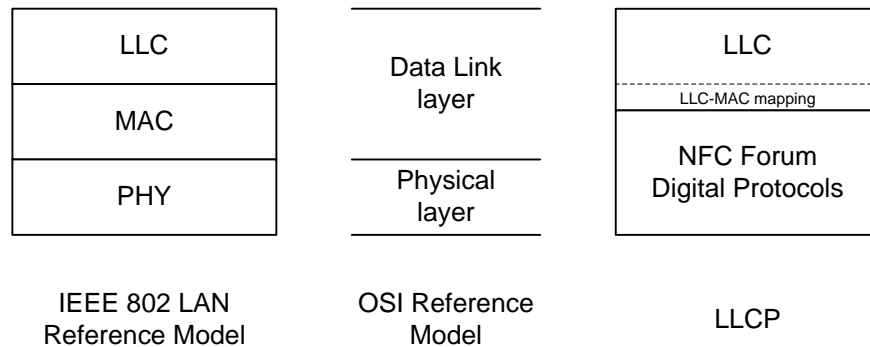 LLC
MAC
PHY
IEEE 802 LAN
Reference Model
Data Link
layer
Physical
layer
OSI Reference
Model
LLC
LLC-MAC mapping
NFC Forum
Digital Protocols
LLCP